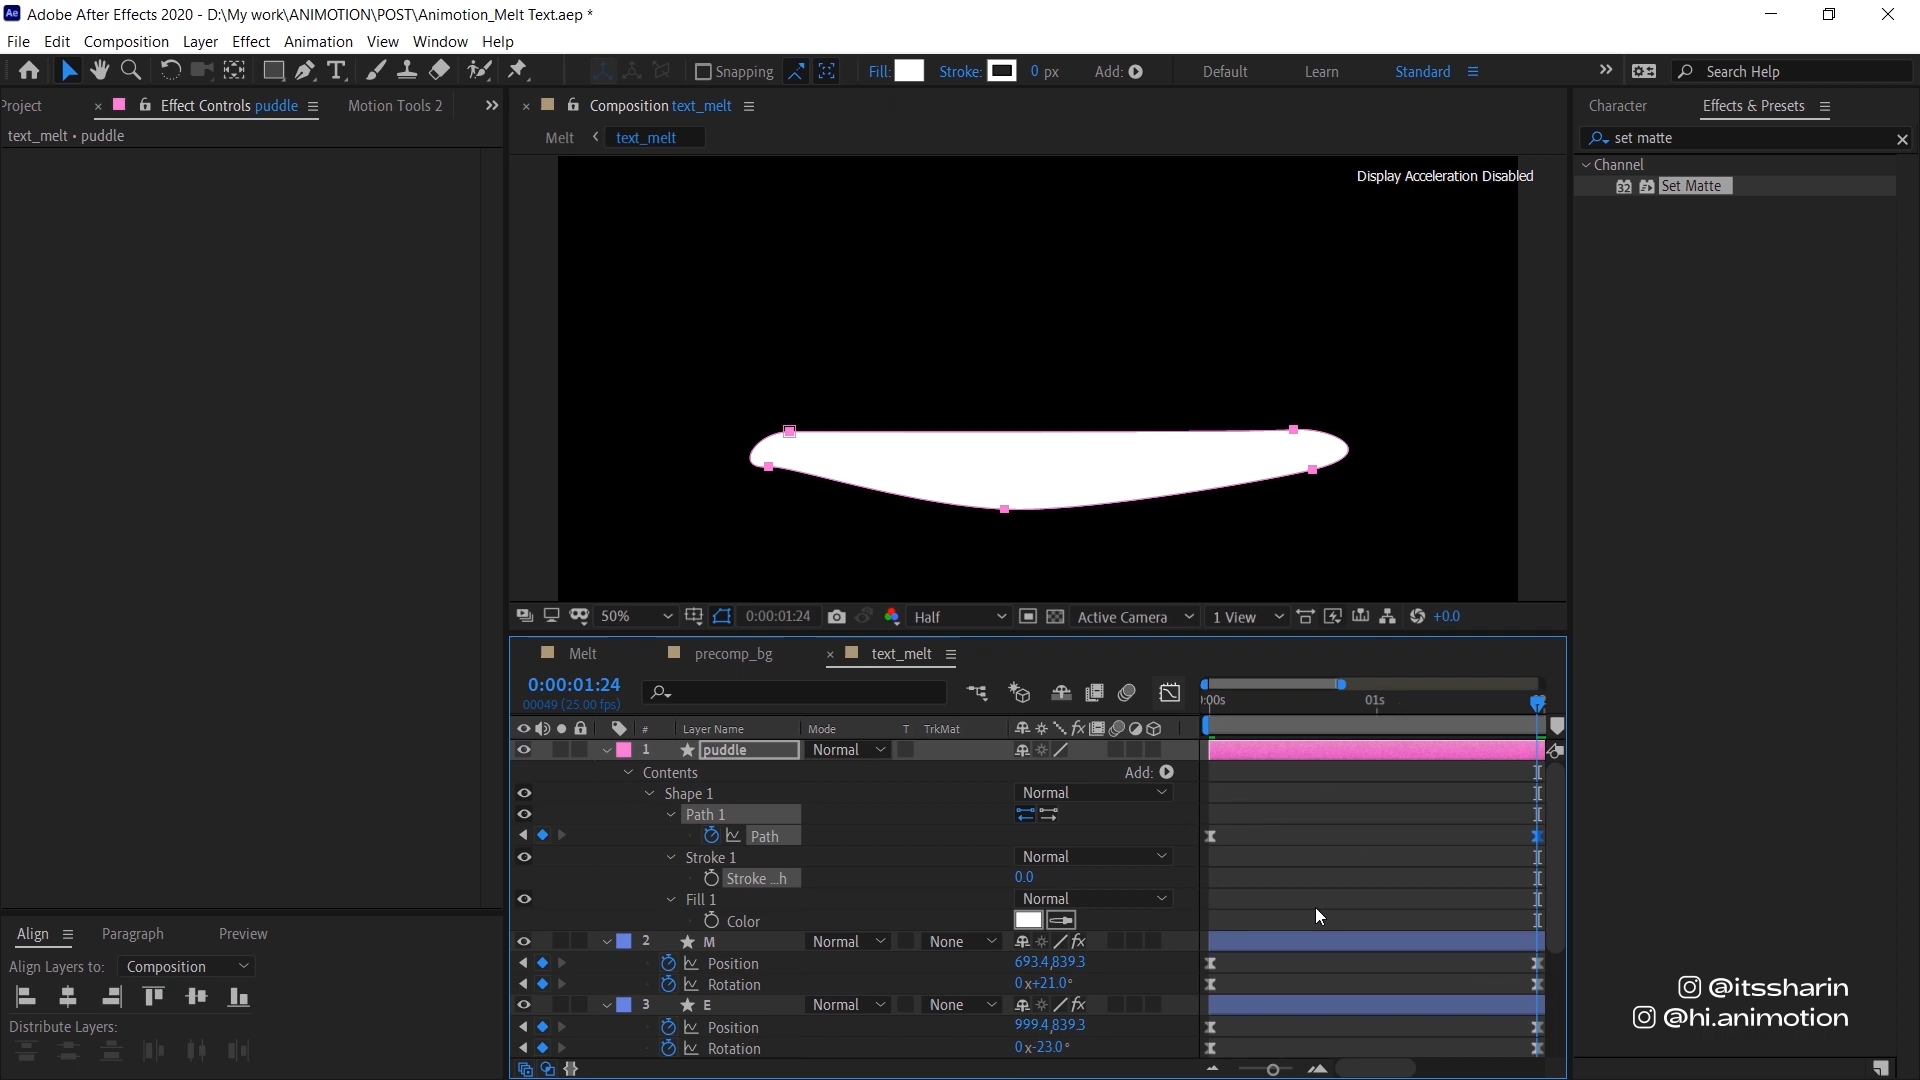 Ae Adobe After Effects 2020 - D:\My work\ANIMOTION\POST\Animotion_Melt Text.aep *
File Edit Composition Layer Effect Animation View Window Help
Snapping Fill: Stroke: 0 px Add: Default Learn Standard Search Help
Project Effect Controls puddle Motion Tools 2
text_melt • puddle
Composition text_melt
Melt text_melt
Character Effects & Presets
set matte
Channel
32 Set Matte
Display Acceleration Disabled
50% 0:00:01:24 Half Active Camera 1 View +0.0
Melt precomp_bg text_melt
0:00:01:24
00049 (25.00 fps)
:00s 01s
# Layer Name Mode T TrkMat
1 puddle Normal
Contents Add:
Shape 1 Normal
Path 1
Path
Stroke 1 Normal
Stroke ...h 0.0
Fill 1 Normal
Color
2 M Normal None
Position 693.4,839.3
Rotation 0x+21.0°
3 E Normal None
Position 999.4,839.3
Rotation 0x-23.0°
Align Paragraph Preview
Align Layers to: Composition
Distribute Layers:
@itssharin
@hi.animotion